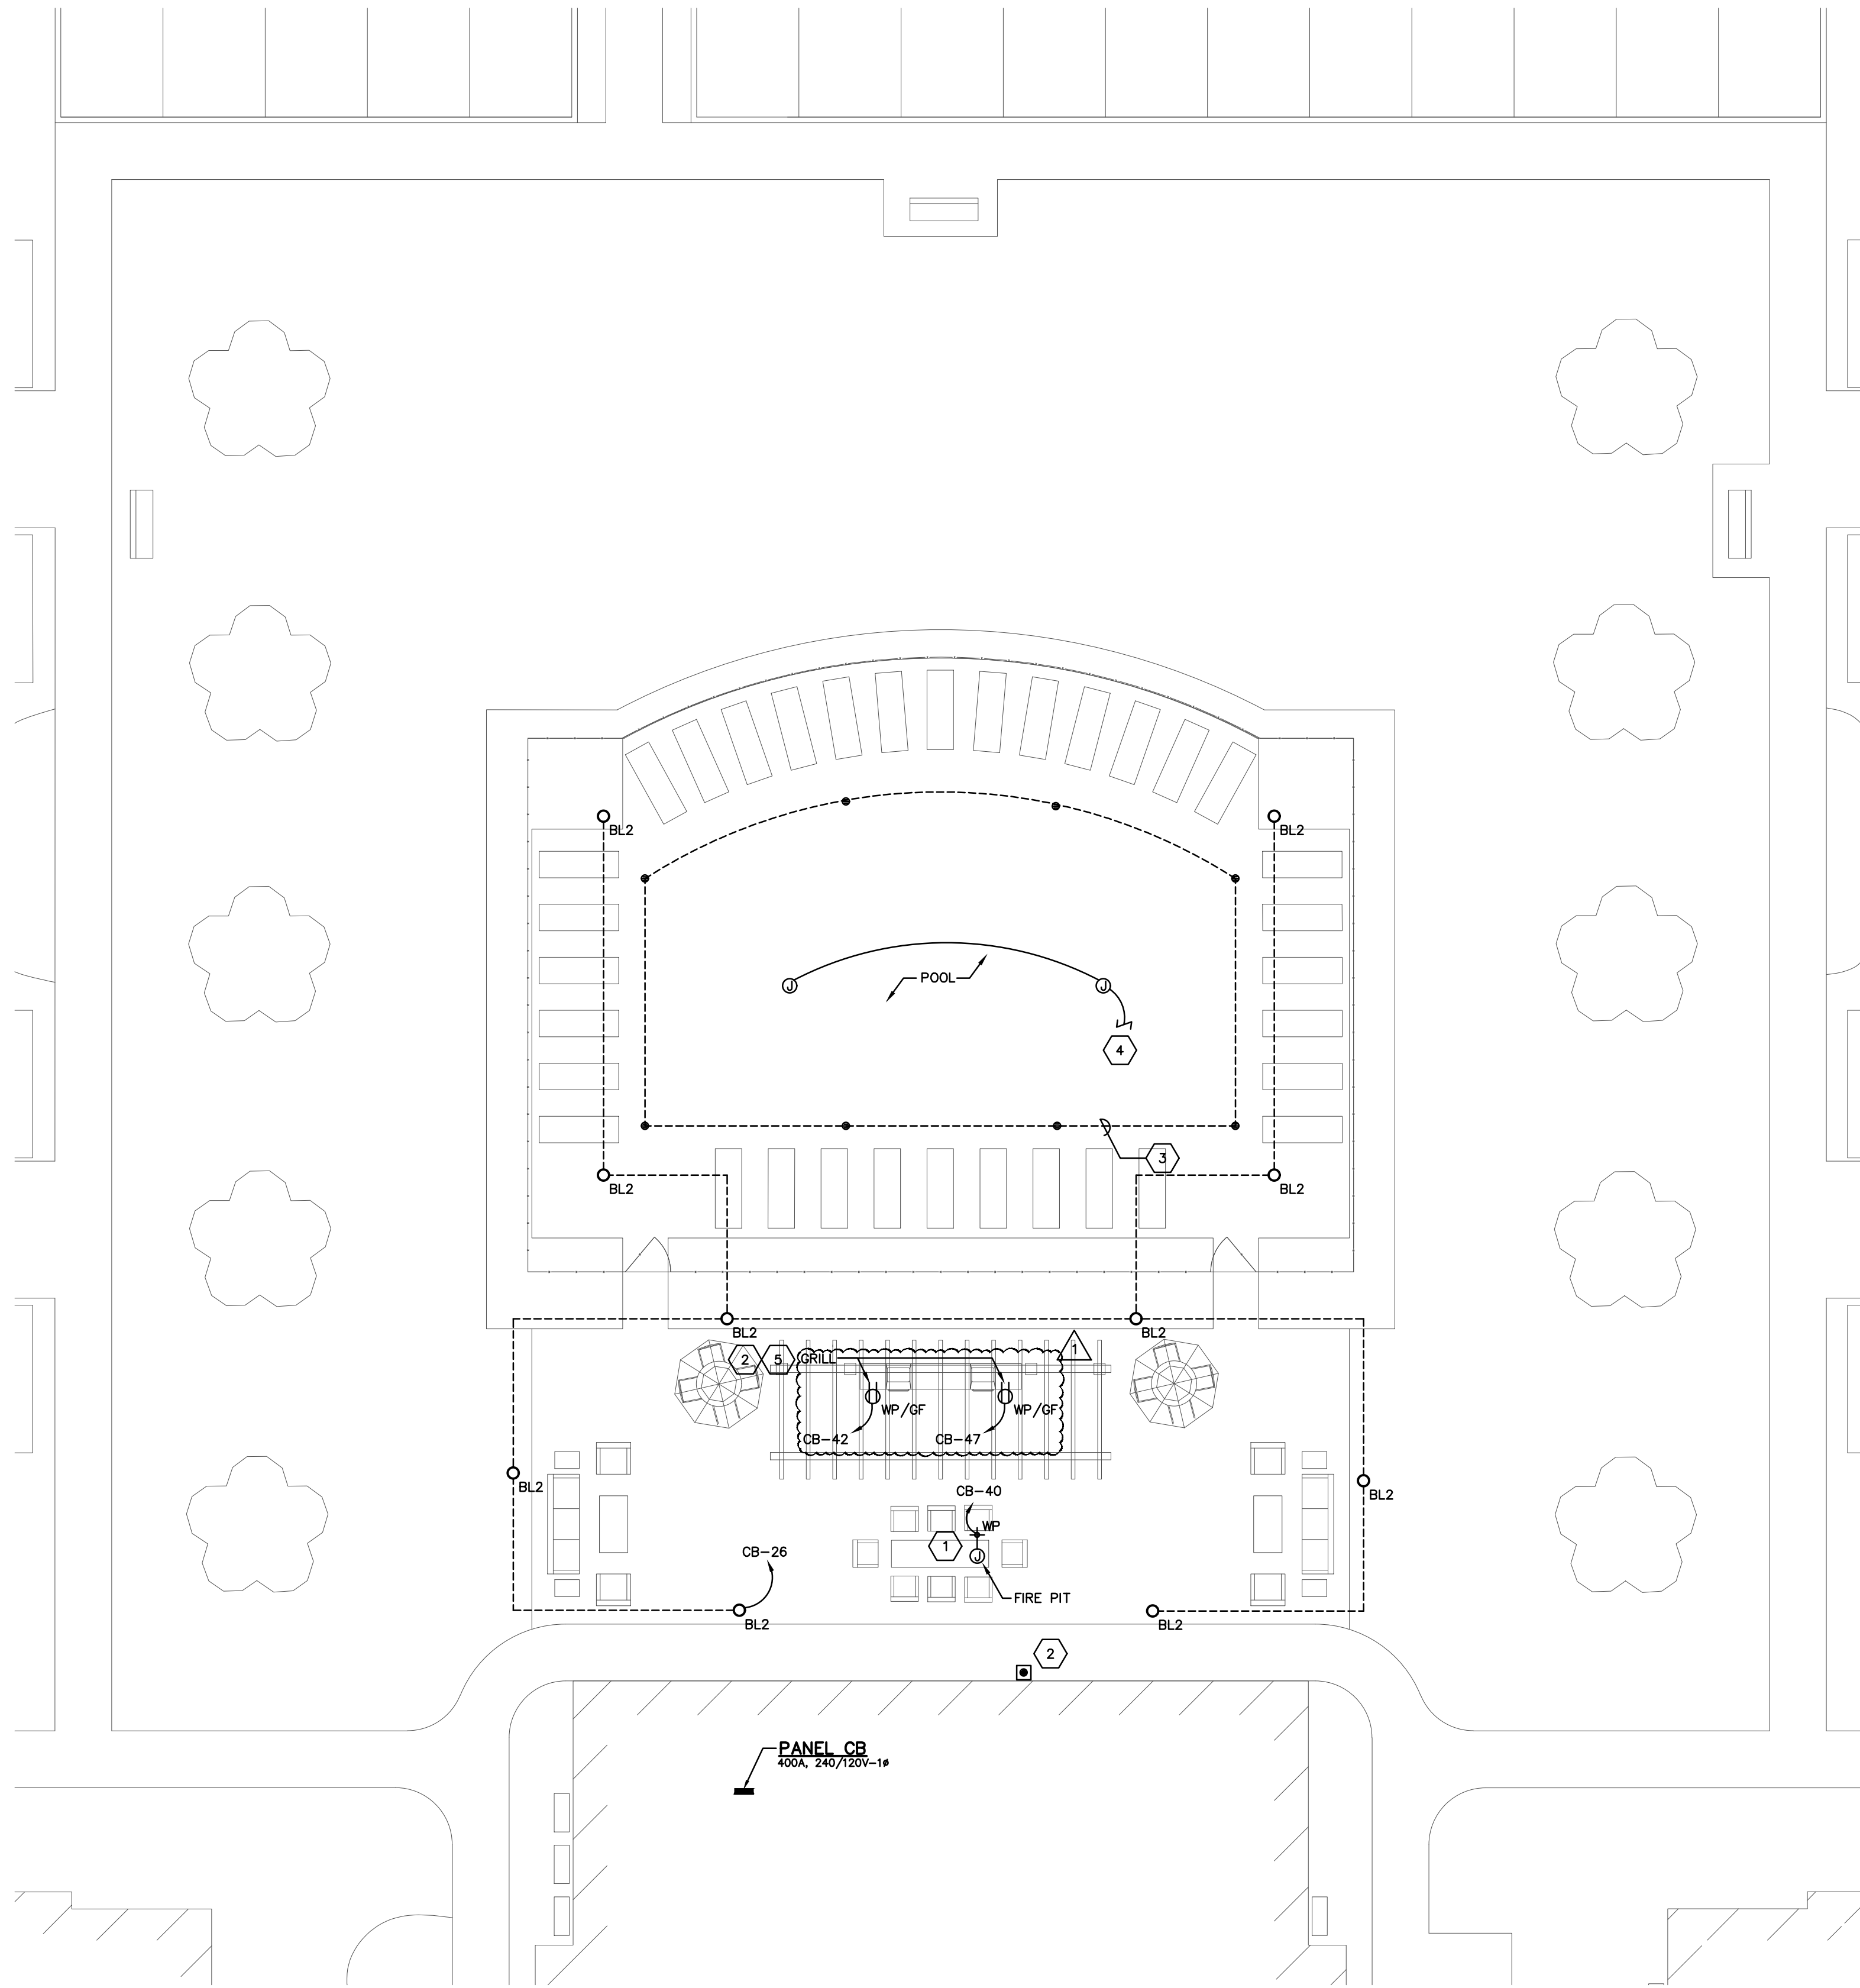 BL2
BL2
POOL
J
J
4
3
BL2
BL2
BL2
BL2
1
2
5
GRILL
WP/GF
WP/GF
CB-42
CB-47
BL2
BL2
CB-40
WP
1
J
CB-26
FIRE PIT
BL2
BL2
2
PANEL CB
400A, 240/120V-1ø